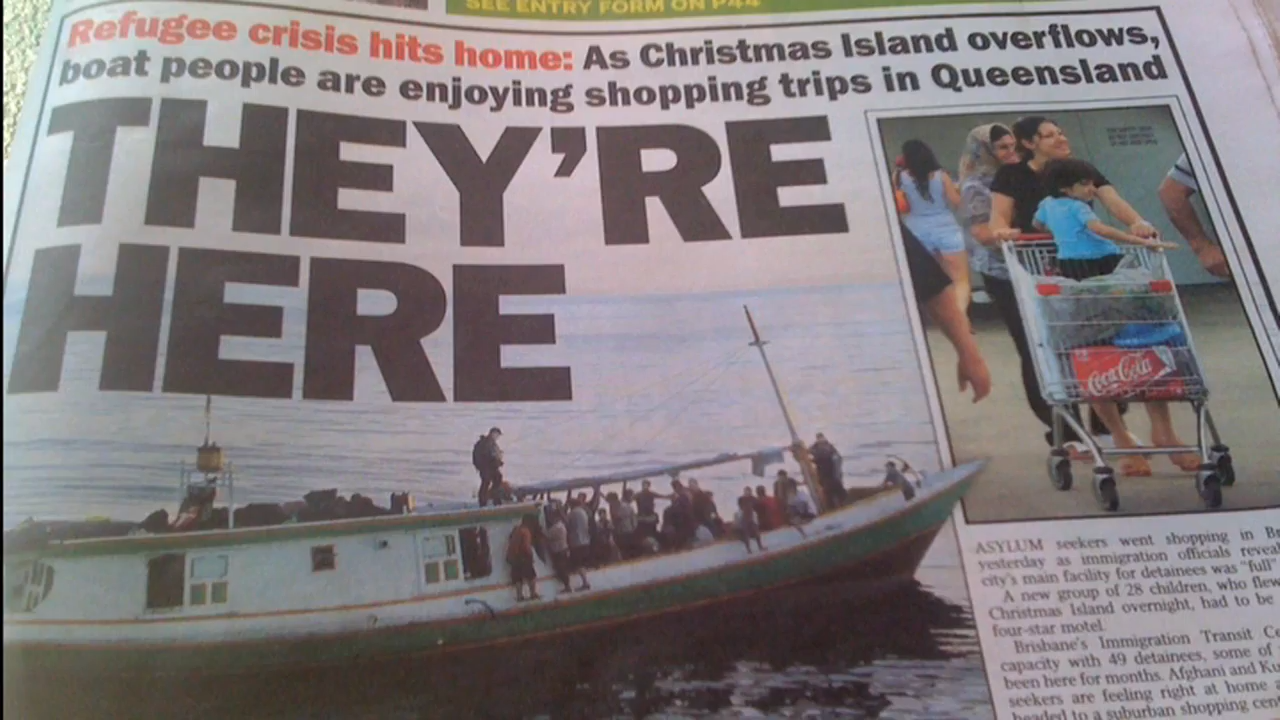 SEE ENTRY FORM ON P44
Refugee crisis hits home: As Christmas Island overflows,
boat people are enjoying shopping trips in Queensland
THEY'RE
HERE
Coca-Cola
ASYLUM seekers went shopping in
yesterday as immigration officials
city's main facility for detainees was "full"
A new group of 28 children, who
Christmas Island overnight, had to be
four-star motel.
Brisbane's Immigration Transit
capacity with 49 detainees, some of
been here for months. Afghani and
seekers are feeling right at home
headed to a suburban shopping